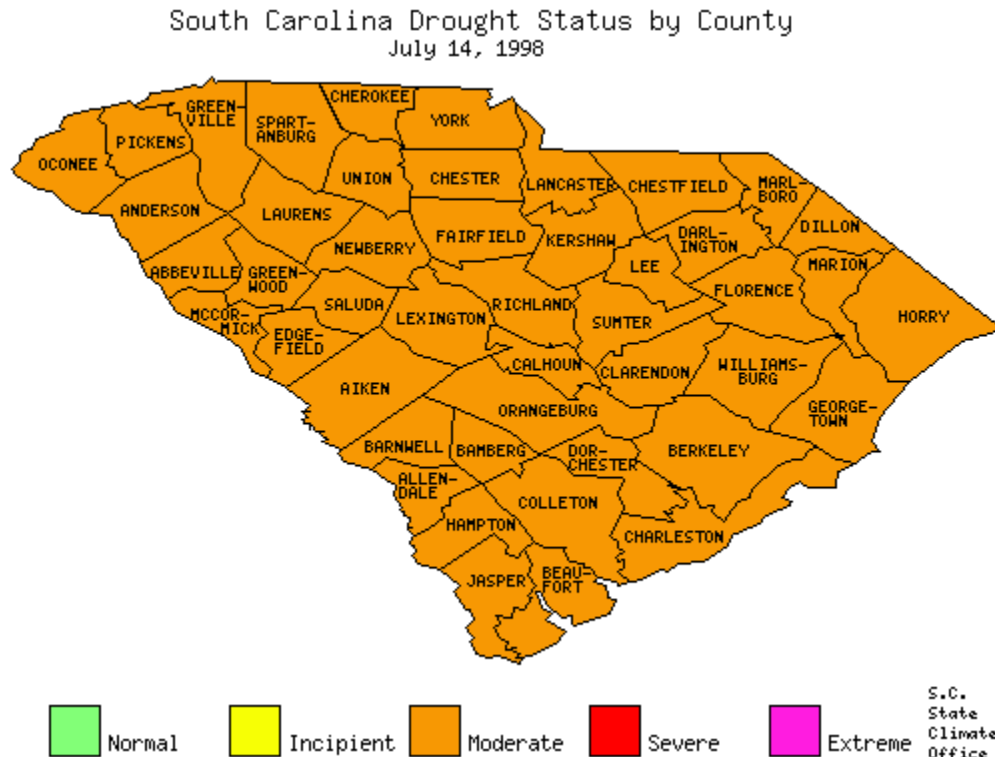 South Carolina Drought Status by County
July 14, 1998
CHEROKEE
GREEN-
VILLE
SPART-
ANBURG
YORK
PICKENS
OCONEE
UNION
CHESTER
LANCASTER
CHESTFIELD
MARL-
BORO
ANDERSON
LAURENS
DILLON
NEWBERRY
FAIRFIELD
KERSHAW
DARL-
INGTON
ABBEVILLE
GREEN-
WOOD
LEE
MARION
SALUDA
RICHLAND
FLORENCE
MCCOR-
MICK
LEXINGTON
SUMTER
HORRY
EDGE-
FIELD
CALHOUN
CLARENDON
WILLIAMS-
BURG
AIKEN
ORANGEBURG
GEORGE-
TOWN
BARNWELL
BAMBERG
DOR-
CHESTER
BERKELEY
ALLEN-
DALE
COLLETON
HAMPTON
CHARLESTON
JASPER
BEAU-
FORT
Normal
Incipient
Moderate
Severe
Extreme
S.C.
State
Climate
Office